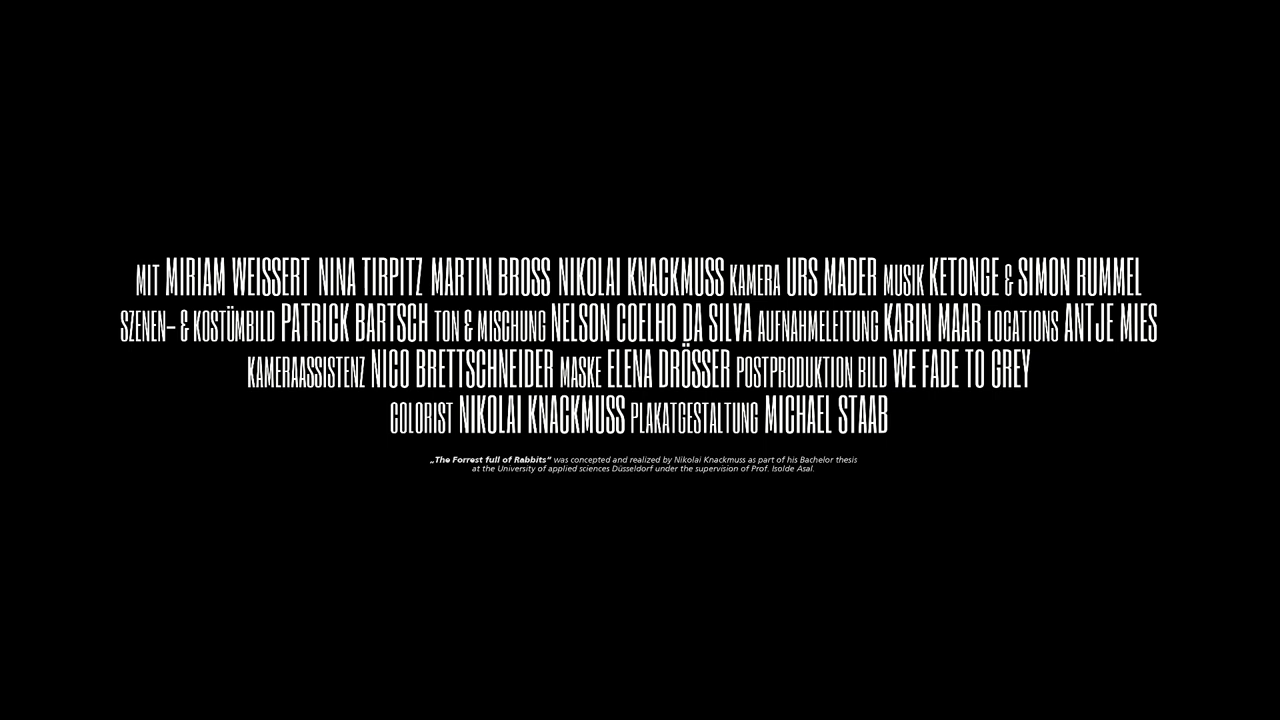 MIT MIRIAM WEISSERT NINA TIRPITZ MARTIN BROSS NIKOLAI KNACKMUSS KAMERA URS MADER MUSIK KETONGE & SIMON RUMMEL
SZENEN– & KOSTÜMBILD PATRICK BARTSCH TON & MISCHUNG NELSON COELHO DA SILVA AUFNAHMELEITUNG KARIN MAAR LOCATIONS ANTJE MIES
KAMERAASSISTENZ NICO BRETTSCHNEIDER MASKE ELENA DRÖSSER POSTPRODUKTION BILD WE FADE TO GREY
COLORIST NIKOLAI KNACKMUSS PLAKATGESTALTUNG MICHAEL STAAB
„The Forrest full of Rabbits“ was concepted and realized by Nikolai Knackmuss as part of his Bachelor thesis
at the University of applied sciences Düsseldorf under the supervision of Prof. Isolde Asal.